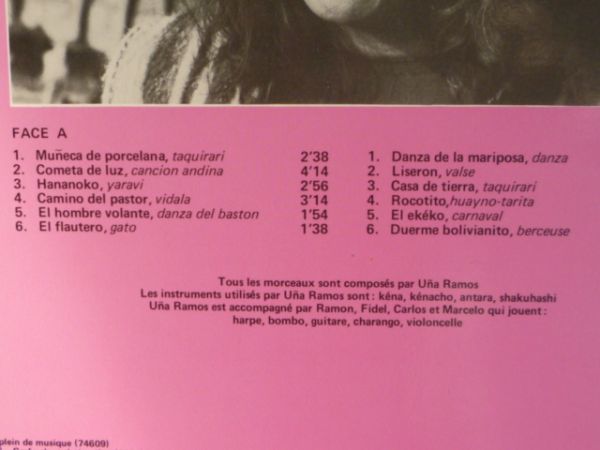 FACE A
1. Muñeca de porcelana, taquirari 2'38
2. Cometa de luz, cancion andina 4'14
3. Hananoko, yaravi 2'56
4. Camino del pastor, vidala 3'14
5. El hombre volante, danza del baston 1'54
6. El flautero, gato 1'38
1. Danza de la mariposa, danza
2. Liseron, valse
3. Casa de tierra, taquirari
4. Rocotito,huayno-tarita
5. El ekéko, carnaval
6. Duerme bolivianito, berceuse
Tous les morceaux sont composés par Uña Ramos
Les instruments utilisés par Uña Ramos sont : kéna, kénacho, antara, shakuhashi
Uña Ramos est accompagné par Ramon, Fidel, Carlos et Marcelo qui jouent :
harpe, bombo, guitare, charango, violoncelle
plein de musique (74609)